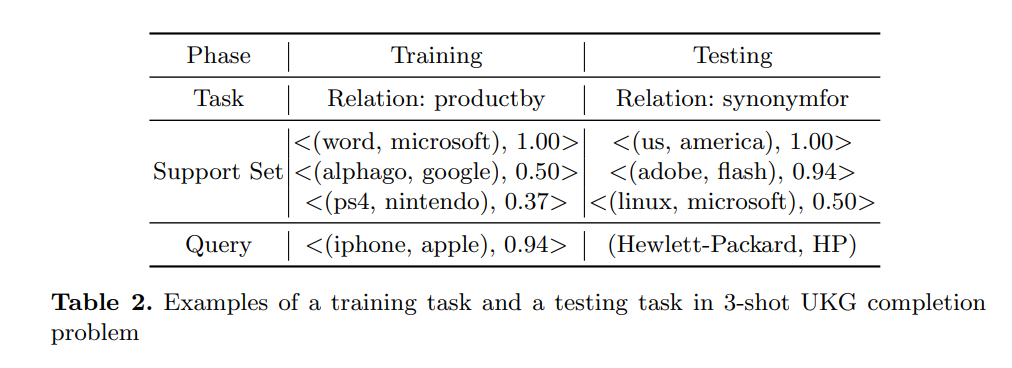 Phase Training Testing
Task Relation: productby Relation: synonymfor
<(word, microsoft), 1.00> <(us, america), 1.00>
Support Set <(alphago, google), 0.50> <(adobe, flash), 0.94>
<(ps4, nintendo), 0.37> <(linux, microsoft), 0.50>
Query <(iphone, apple), 0.94> (Hewlett-Packard, HP)
Table 2. Examples of a training task and a testing task in 3-shot UKG completion
problem